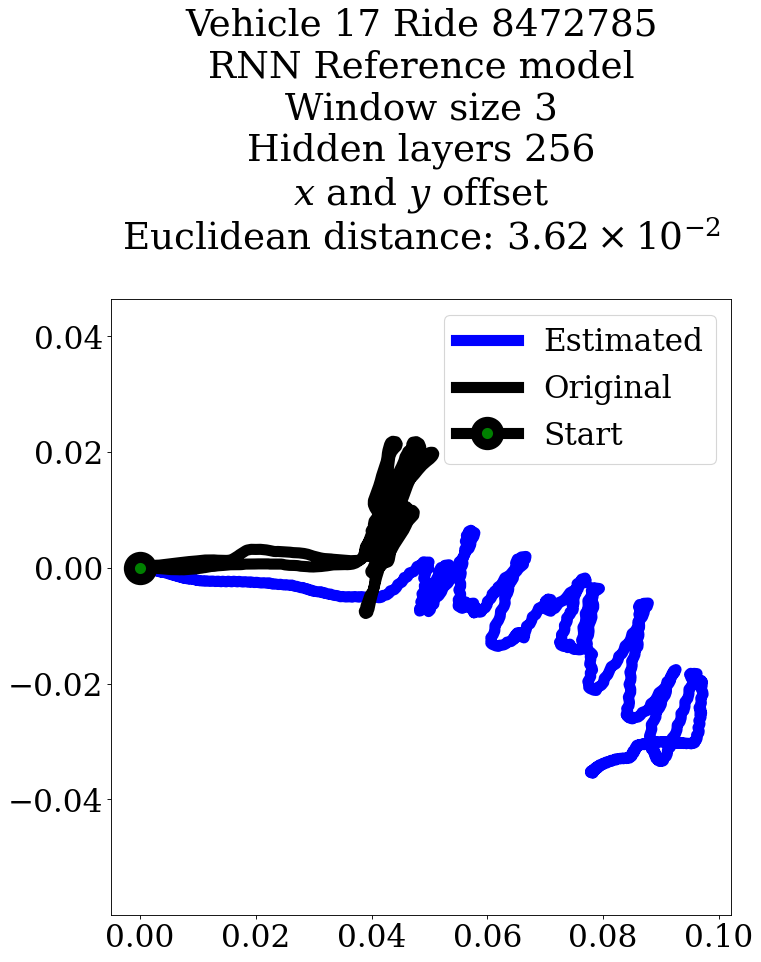 Vehicle 17 Ride 8472785
RNN Reference model
Window size 3
Hidden layers 256
x and y offset
Euclidean distance: 3.62 × 10⁻²
Estimated
Original
Start
0.04
0.02
0.00
−0.02
−0.04
0.00 0.02 0.04 0.06 0.08 0.10